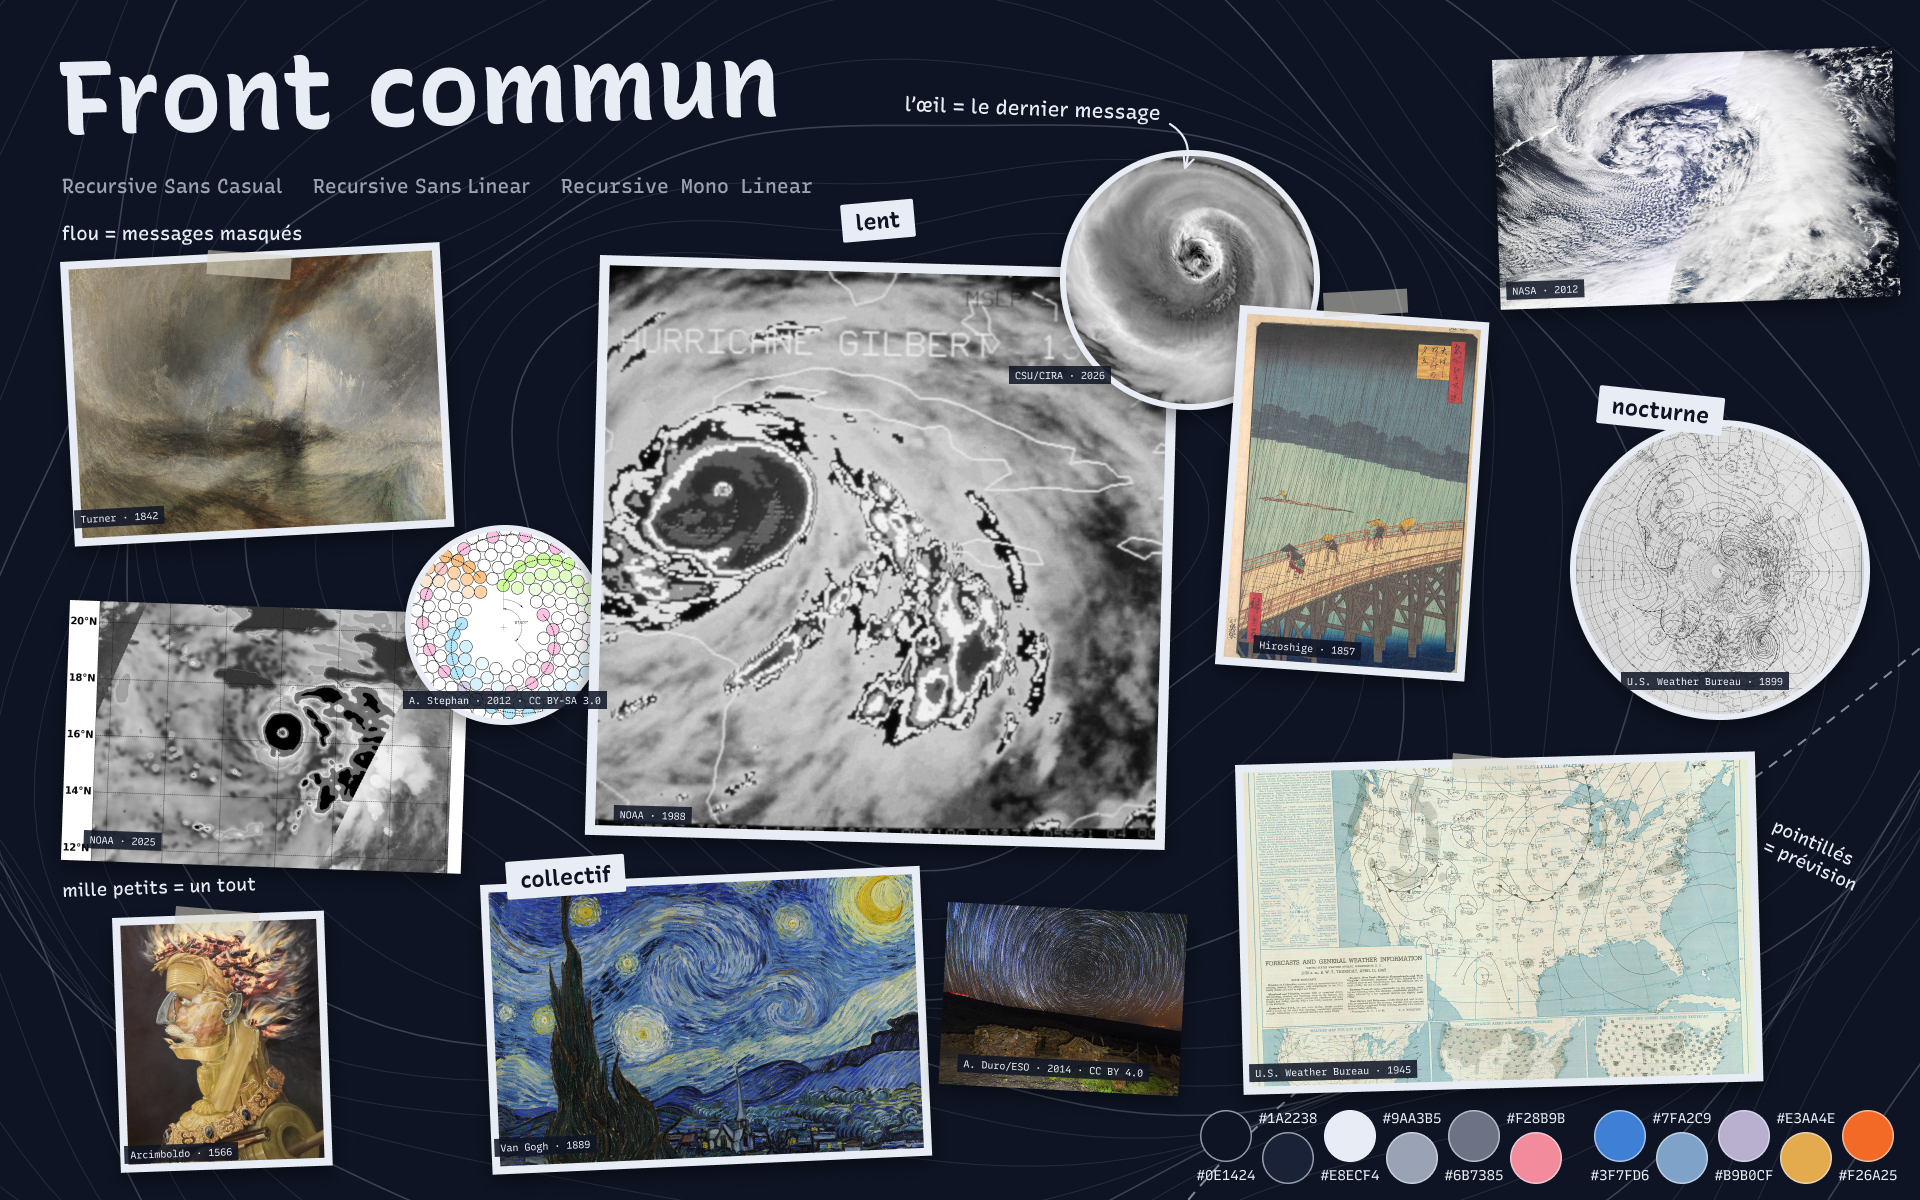 Front commun
Recursive Sans Casual
Recursive Sans Linear
Recursive Mono Linear
l'œil = le dernier message
flou = messages masqués
lent
NASA · 2012
HURRICANE GILBERT
MSLP
CSU/CIRA · 2026
Turner · 1842
nocturne
20°N
18°N
16°N
14°N
12°N
A. Stephan · 2012 · CC BY-SA 3.0
Hiroshige · 1857
U.S. Weather Bureau · 1899
NOAA · 2025
NOAA · 1988
pointillés
= prévision
mille petits = un tout
collectif
FORECASTS AND GENERAL WEATHER INFORMATION
Arcimboldo · 1566
Van Gogh · 1889
A. Duro/ESO · 2014 · CC BY 4.0
U.S. Weather Bureau · 1945
#1A2238
#9AA3B5
#F28B9B
#7FA2C9
#E3AA4E
#0E1424
#E8ECF4
#6B7385
#3F7FD6
#B9B0CF
#F26A25